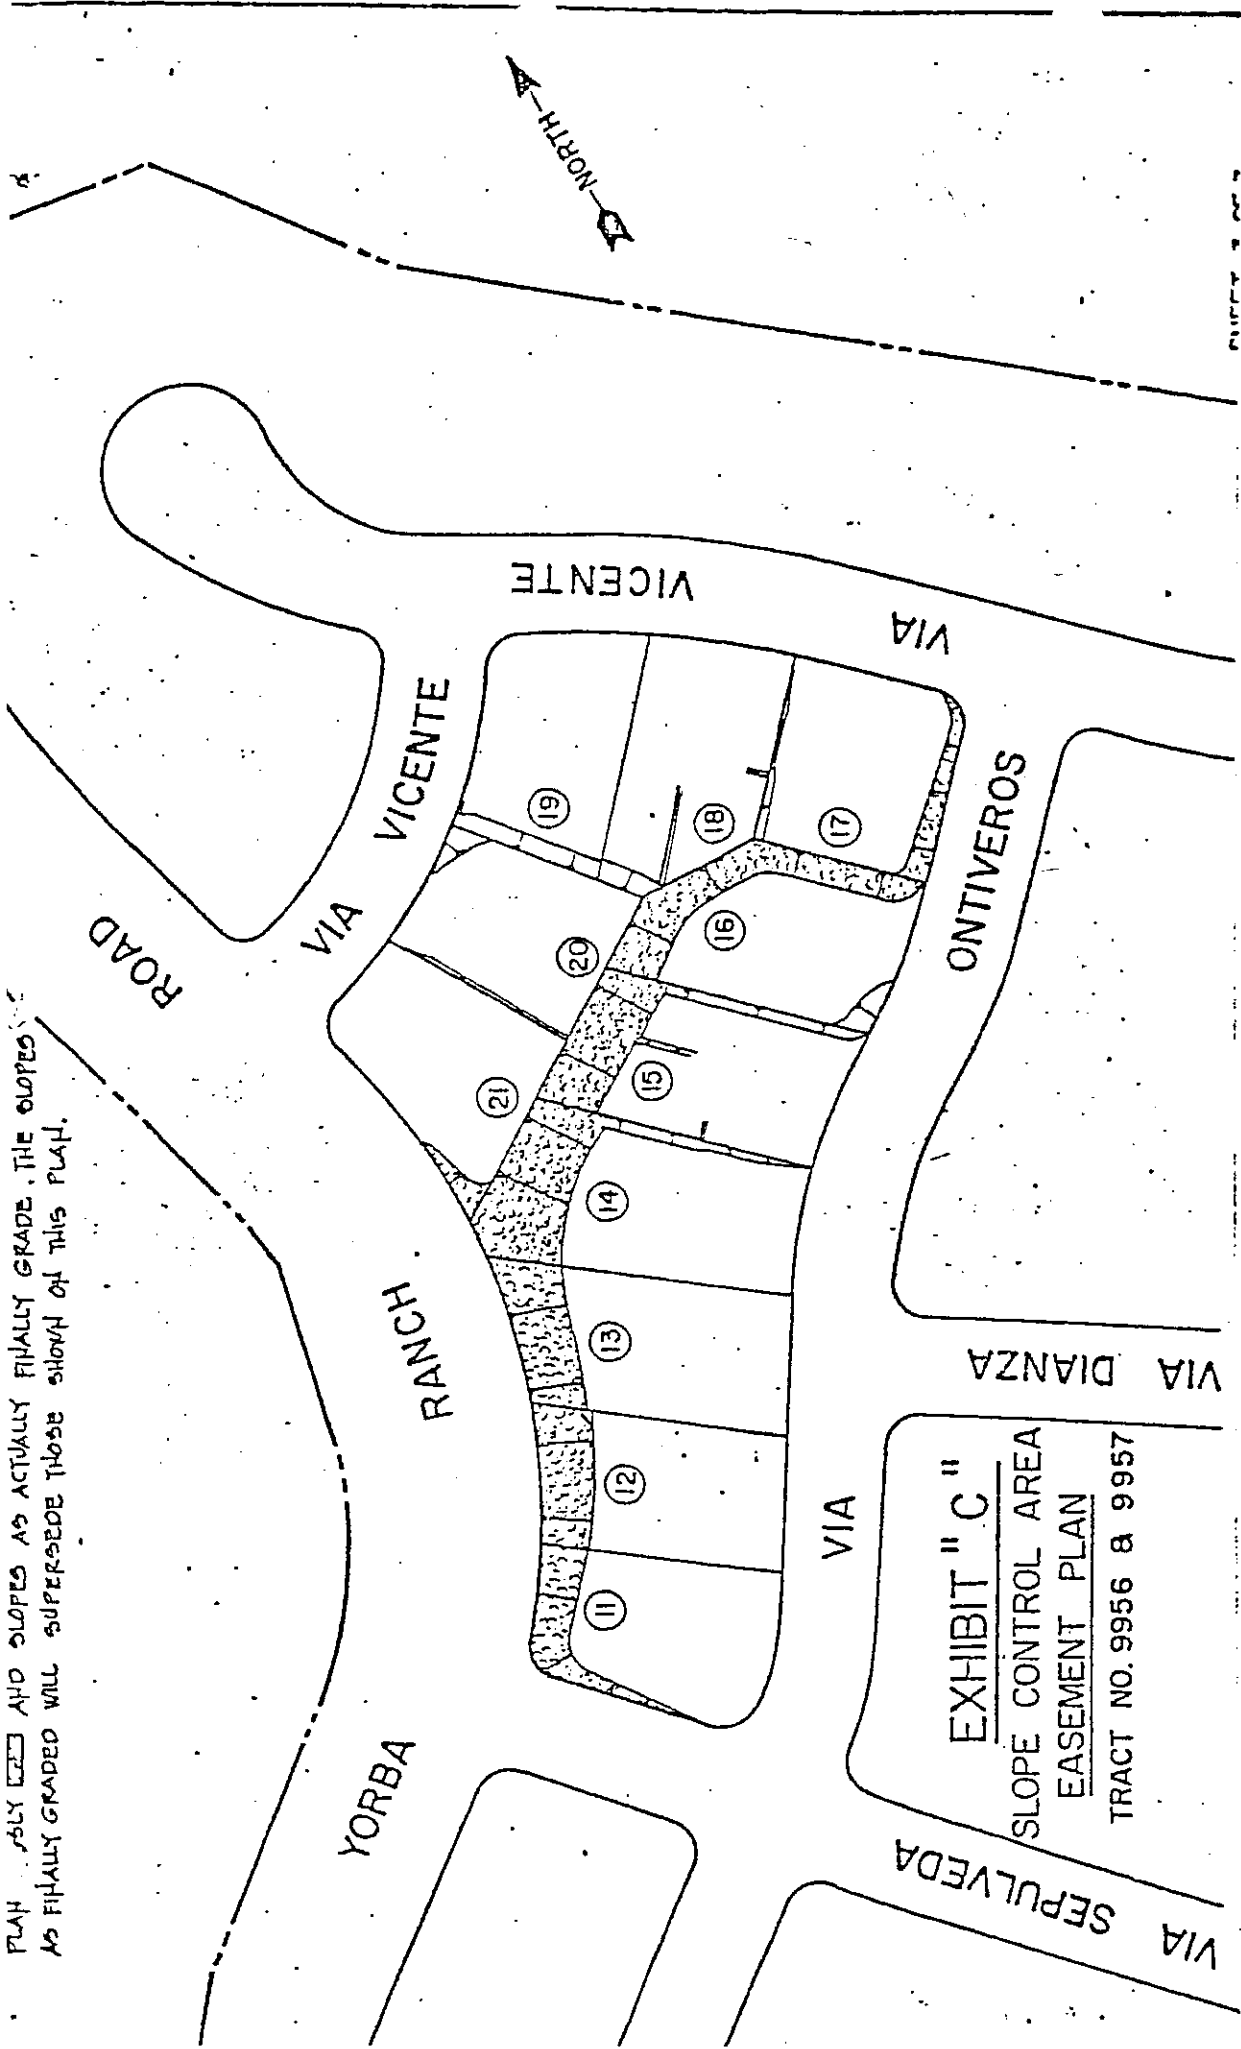 PLAN AND SLOPES AS ACTUALLY FINALLY GRADE, THE SLOPES
AS FINALLY GRADED WILL SUPERSEDE THOSE SHOWN ON THIS PLAN.
NORTH
YORBA
RANCH
ROAD
VIA
VICENTE
VICENTE
VIA
21
20
19
18
17
16
15
14
13
12
11
VIA
ONTIVEROS
VIA SEPULVEDA
VIA DIANZA
EXHIBIT "C"
SLOPE CONTROL AREA
EASEMENT PLAN
TRACT NO. 9956 & 9957